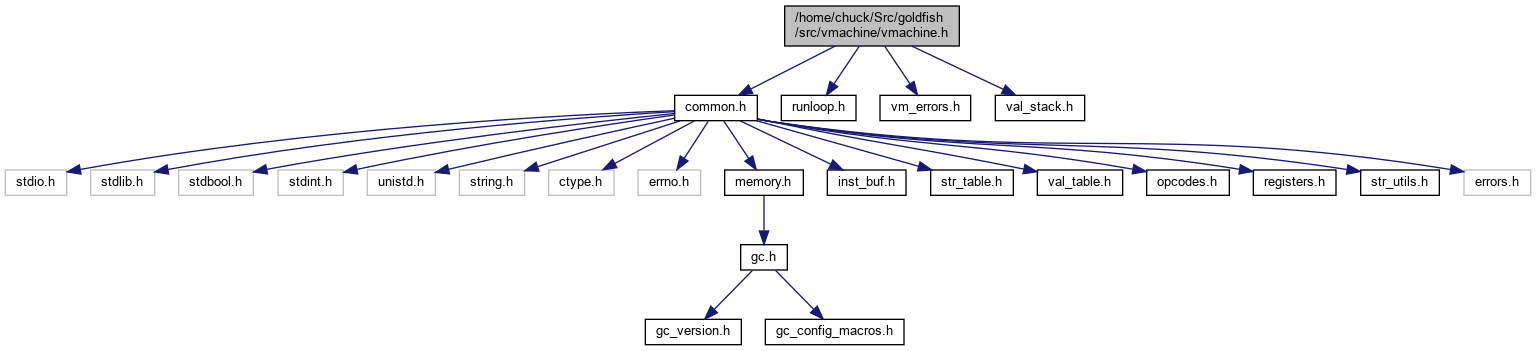 /home/chuck/Src/goldfish
/src/vmachine/vmachine.h
common.h
runloop.h
vm_errors.h
val_stack.h
stdio.h
stdlib.h
stdbool.h
stdint.h
unistd.h
string.h
ctype.h
errno.h
memory.h
inst_buf.h
str_table.h
val_table.h
opcodes.h
registers.h
str_utils.h
errors.h
gc.h
gc_version.h
gc_config_macros.h